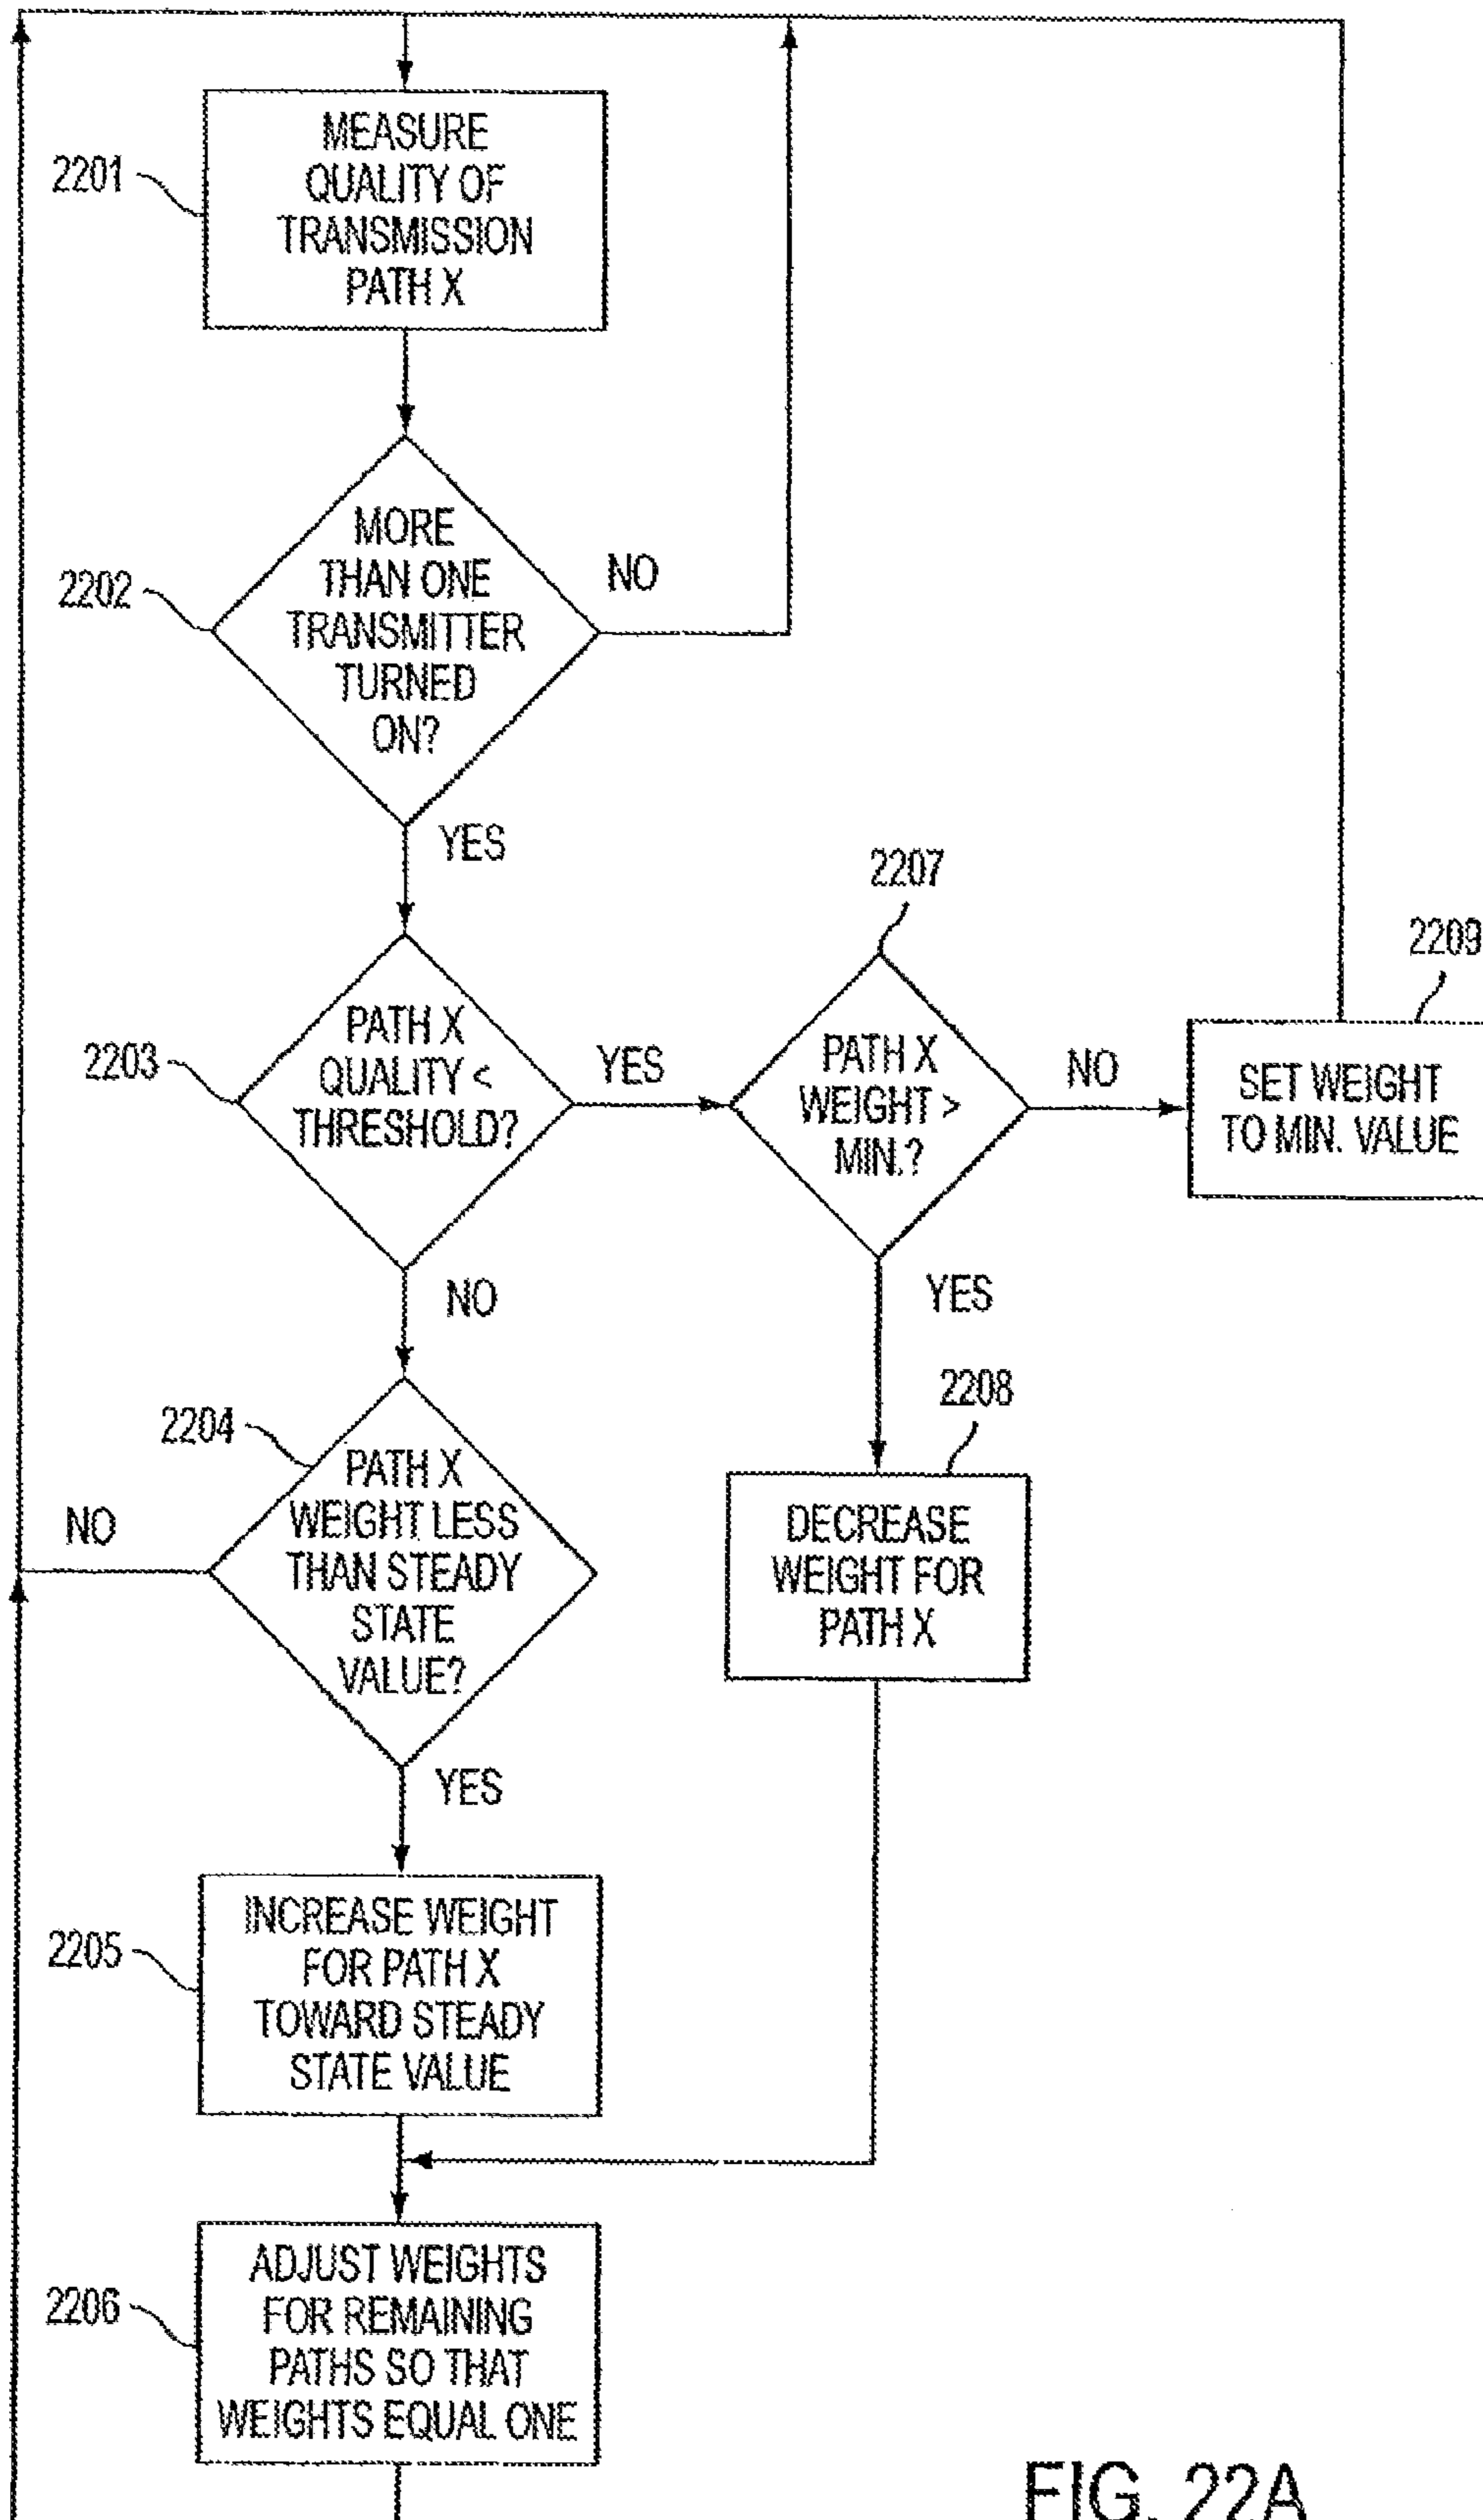 2201
MEASURE
QUALITY OF
TRANSMISSION
PATH X
2202
MORE
THAN ONE
TRANSMITTER
TURNED
ON?
NO
YES
2203
PATH X
QUALITY <
THRESHOLD?
YES
NO
2207
PATH X
WEIGHT >
MIN.?
NO
YES
2209
SET WEIGHT
TO MIN. VALUE
2204
PATH X
WEIGHT LESS
THAN STEADY
STATE
VALUE?
NO
YES
2208
DECREASE
WEIGHT FOR
PATH X
2205
INCREASE WEIGHT
FOR PATH X
TOWARD STEADY
STATE VALUE
2206
ADJUST WEIGHTS
FOR REMAINING
PATHS SO THAT
WEIGHTS EQUAL ONE
FIG. 22A